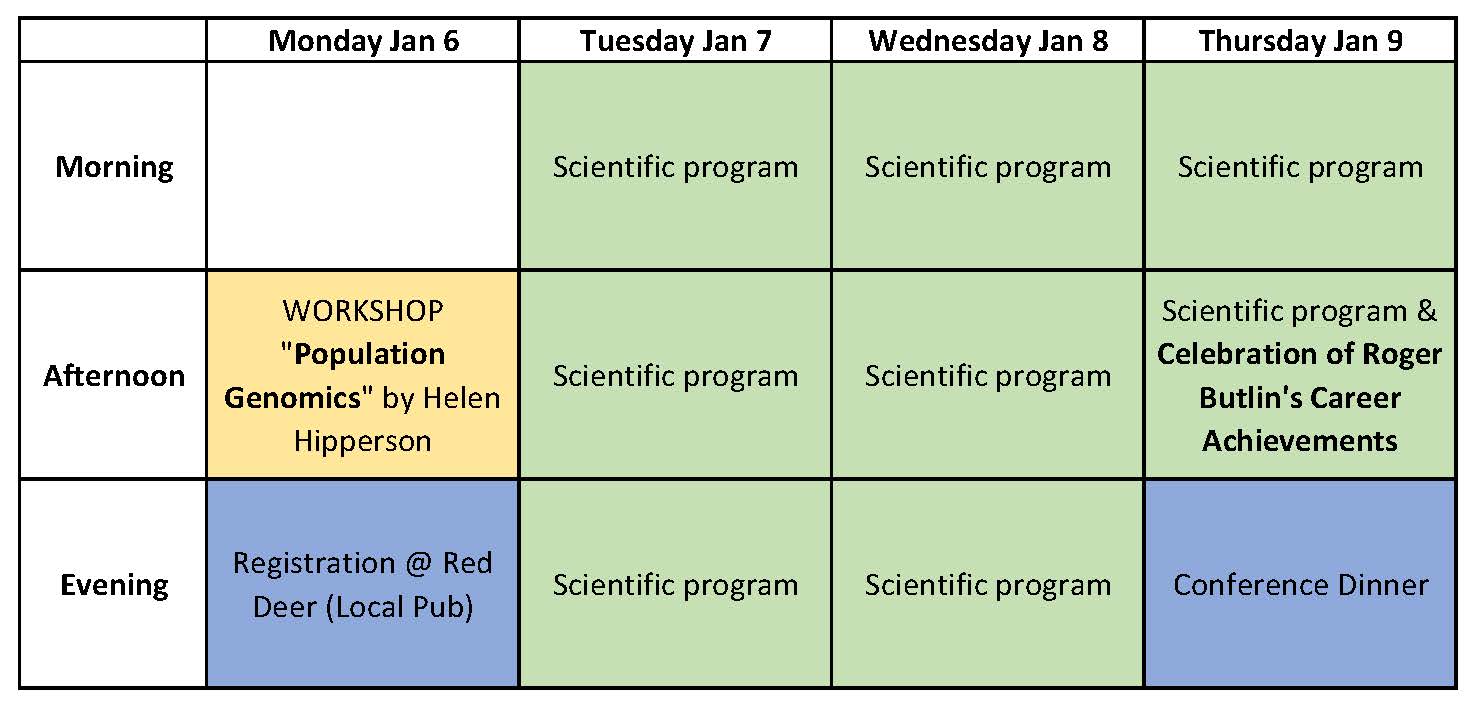 Monday Jan 6 Tuesday Jan 7 Wednesday Jan 8 Thursday Jan 9
Morning Scientific program Scientific program Scientific program
Afternoon
WORKSHOP
"Population
Genomics" by Helen
Hipperson
Scientific program
Scientific program
Scientific program &
Celebration of Roger
Butlin's Career
Achievements
Evening
Registration @ Red
Deer (Local Pub)
Scientific program
Scientific program
Conference Dinner